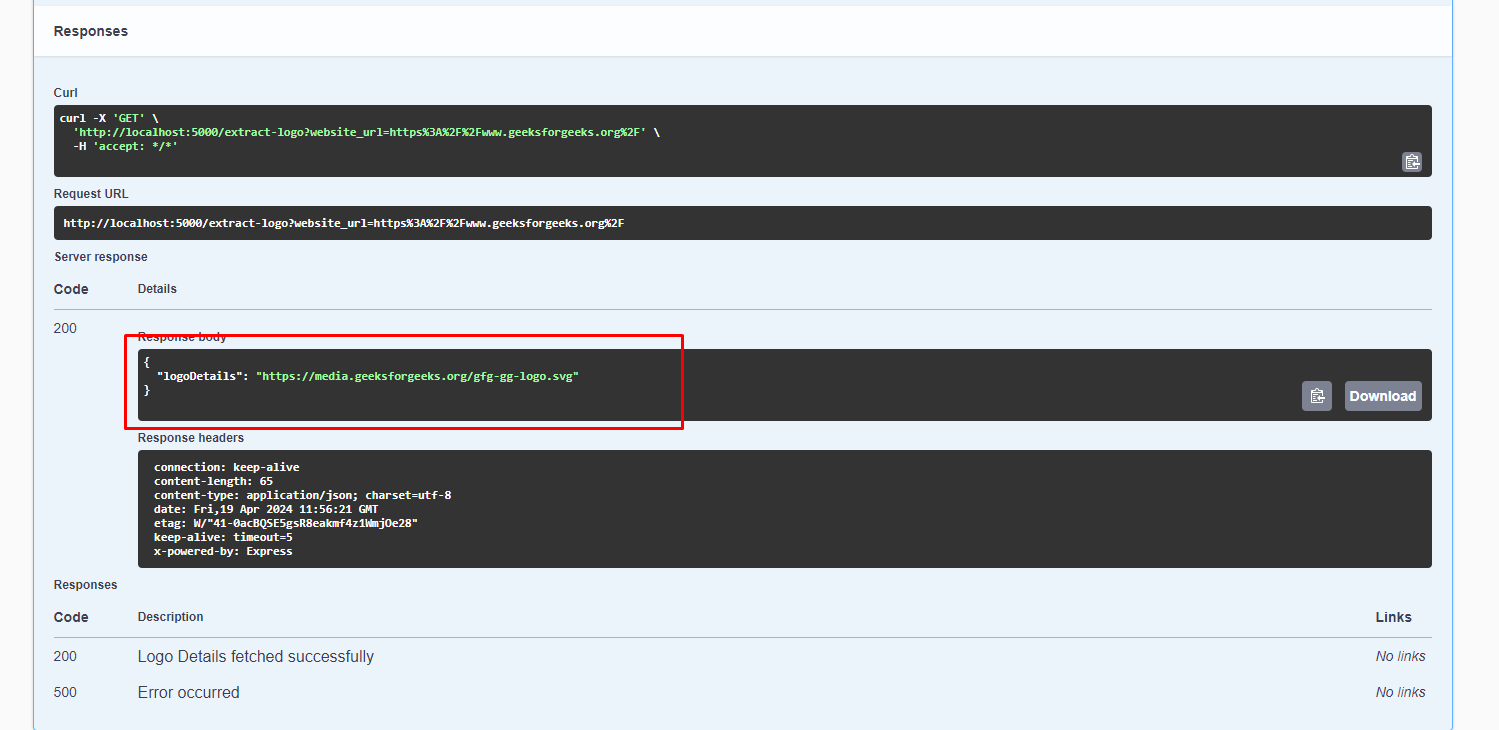 Responses
Curl
curl -X 'GET' \
  'http://localhost:5000/extract-logo?website_url=https%3A%2F%2Fwww.geeksforgeeks.org%2F' \
  -H 'accept: */*'
Request URL
http://localhost:5000/extract-logo?website_url=https%3A%2F%2Fwww.geeksforgeeks.org%2F
Server response
Code Details
200
Response body
{
  "logoDetails": "https://media.geeksforgeeks.org/gfg-gg-logo.svg"
}
Download
Response headers
connection: keep-alive
content-length: 65
content-type: application/json; charset=utf-8
date: Fri,19 Apr 2024 11:56:21 GMT
etag: W/"41-0acBQSE5gsR8eakmf4z1WmjOe28"
keep-alive: timeout=5
x-powered-by: Express
Responses
Code Description Links
200 Logo Details fetched successfully No links
500 Error occurred No links